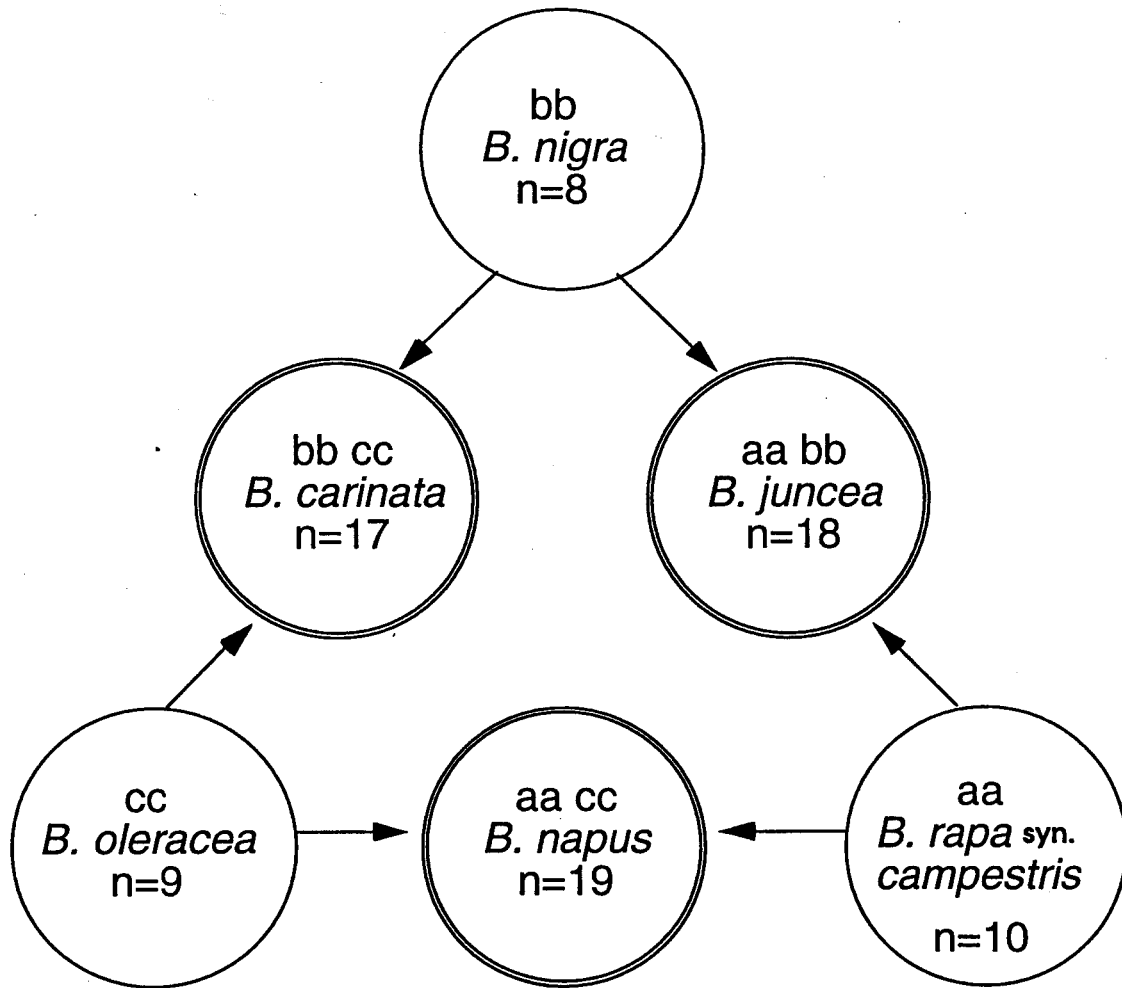 bb
B. nigra
n=8
bb cc
B. carinata
n=17
aa bb
B. juncea
n=18
cc
B. oleracea
n=9
aa cc
B. napus
n=19
aa
B. rapa syn.
campestris
n=10